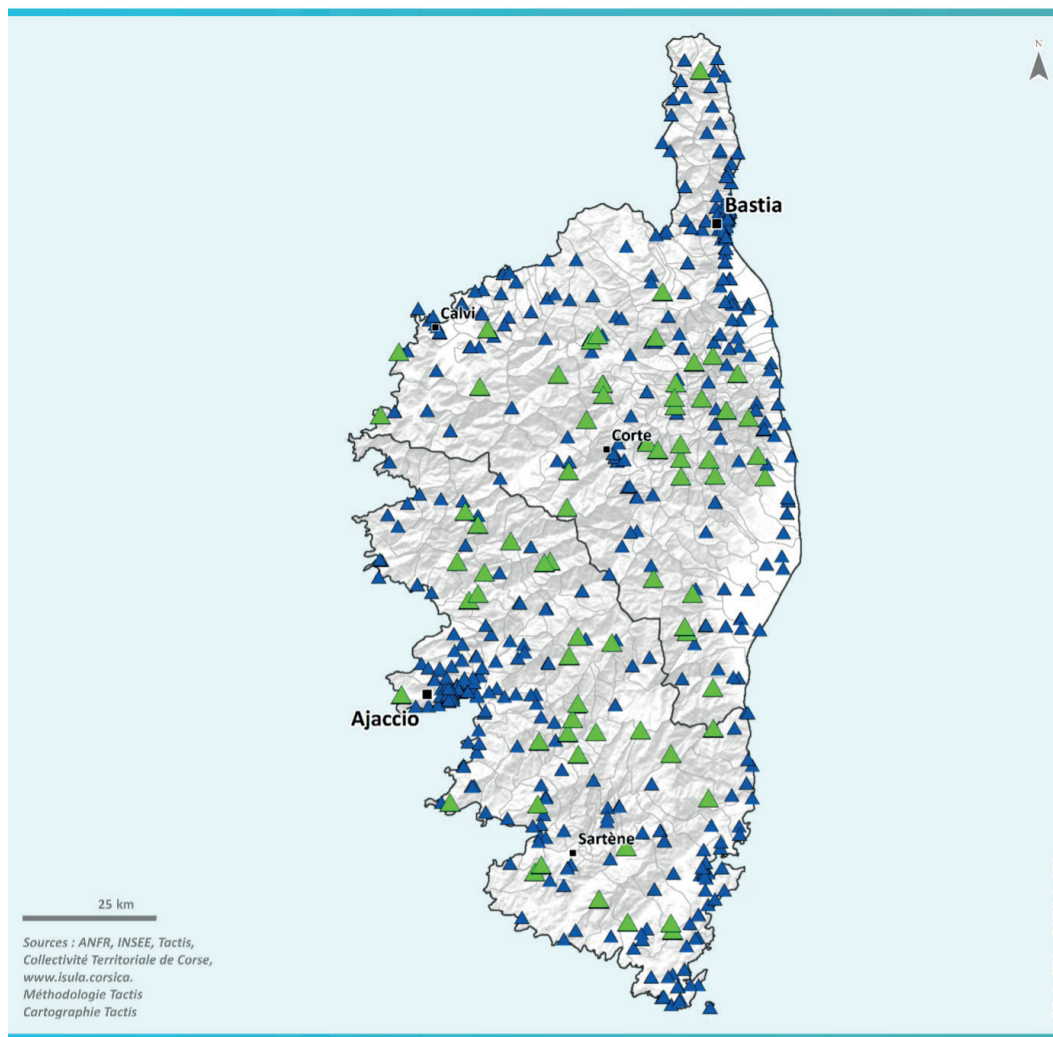 N
Bastia
Calvi
Corte
Ajaccio
Sartène
25 km
Sources : ANFR, INSEE, Tactis,
Collectivité Territoriale de Corse,
www.isula.corsica.
Méthodologie Tactis
Cartographie Tactis